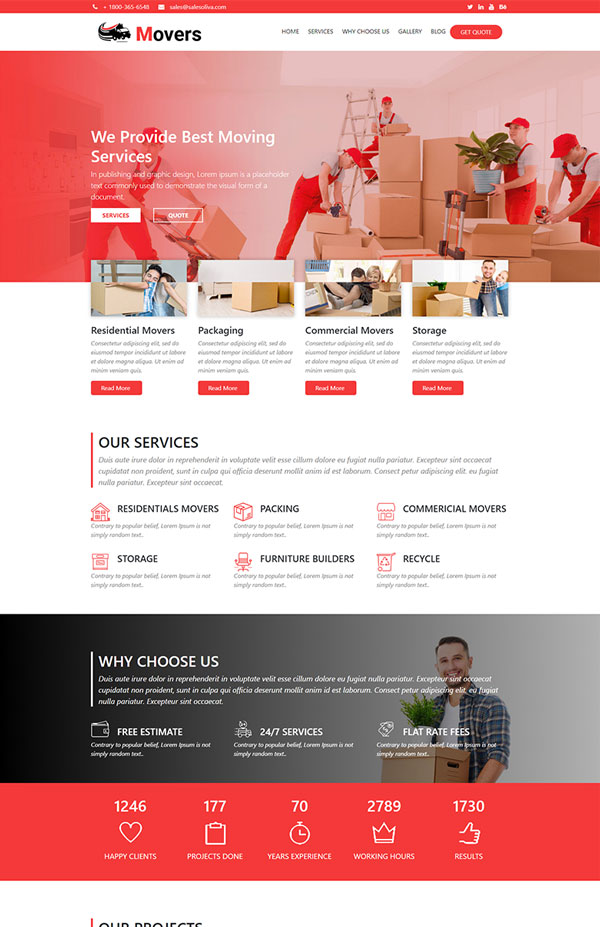 + 1800-365-6548 sales@salesoliva.com
Movers
HOME SERVICES WHY CHOOSE US GALLERY BLOG GET QUOTE
We Provide Best Moving
Services
In publishing and graphic design, Lorem ipsum is a placeholder
text commonly used to demonstrate the visual form of a
document.
SERVICES QUOTE
Residential Movers
Consectetur adipiscing elit, sed do
eiusmod tempor incididunt ut labore
et dolore magna aliqua. Ut enim ad
minim veniam quis.
Read More
Packaging
Consectetur adipiscing elit, sed do
eiusmod tempor incididunt ut labore
et dolore magna aliqua. Ut enim ad
minim veniam quis.
Read More
Commercial Movers
Consectetur adipiscing elit, sed do
eiusmod tempor incididunt ut labore
et dolore magna aliqua. Ut enim ad
minim veniam quis.
Read More
Storage
Consectetur adipiscing elit, sed do
eiusmod tempor incididunt ut labore
et dolore magna aliqua. Ut enim ad
minim veniam quis.
Read More
OUR SERVICES
Duis aute irure dolor in reprehenderit in voluptate velit esse cillum dolore eu fugiat nulla pariatur. Excepteur sint occaecat
cupidatat non proident, sunt in culpa qui officia deserunt mollit anim id est laborum. Consect petur adipiscing elit. eu fugiat
nulla pariatur. Excepteur sint occaecat.
RESIDENTIALS MOVERS
Contrary to popular belief, Lorem Ipsum is not
simply random text..
PACKING
Contrary to popular belief, Lorem Ipsum is not
simply random text..
COMMERICIAL MOVERS
Contrary to popular belief, Lorem Ipsum is not
simply random text..
STORAGE
Contrary to popular belief, Lorem Ipsum is not
simply random text..
FURNITURE BUILDERS
Contrary to popular belief, Lorem Ipsum is not
simply random text..
RECYCLE
Contrary to popular belief, Lorem Ipsum is not
simply random text..
WHY CHOOSE US
Duis aute irure dolor in reprehenderit in voluptate velit esse cillum dolore eu fugiat nulla pariatur. Excepteur sint occaecat
cupidatat non proident, sunt in culpa qui officia deserunt mollit anim id est laborum. Consect petur adipiscing elit. eu fugiat
nulla pariatur. Excepteur sint occaecat.
FREE ESTIMATE
Contrary to popular belief, Lorem Ipsum is not
simply random text..
24/7 SERVICES
Contrary to popular belief, Lorem Ipsum is not
simply random text..
FLAT RATE FEES
Contrary to popular belief, Lorem Ipsum is not
simply random text..
1246 177 70 2789 1730
HAPPY CLIENTS PROJECTS DONE YEARS EXPERIENCE WORKING HOURS RESULTS
OUR PROJECTS